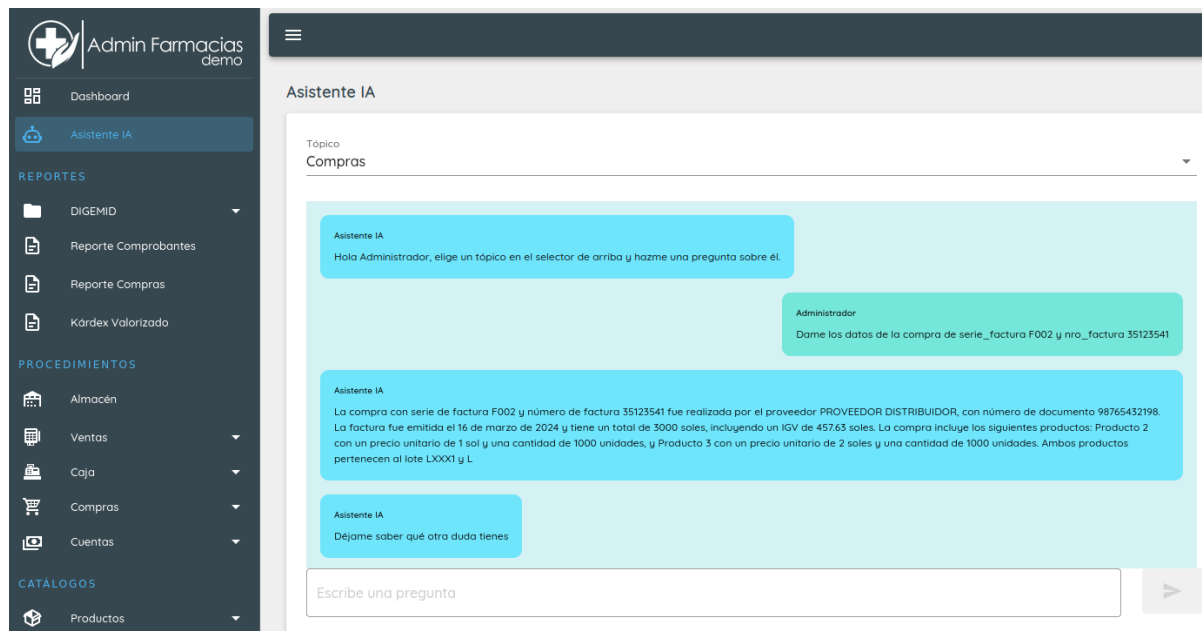 Admin Farmacias
demo
Dashboard
Asistente IA
REPORTES
DIGEMID
Reporte Comprobantes
Reporte Compras
Kárdex Valorizado
PROCEDIMIENTOS
Almacén
Ventas
Caja
Compras
Cuentas
CATÁLOGOS
Productos
Asistente IA
Tópico
Compras
Asistente IA
Hola Administrador, elige un tópico en el selector de arriba y hazme una pregunta sobre él.
Administrador
Dame los datos de la compra de serie_factura F002 y nro_factura 35123541
Asistente IA
La compra con serie de factura F002 y número de factura 35123541 fue realizada por el proveedor PROVEEDOR DISTRIBUIDOR, con número de documento 98765432198.
La factura fue emitida el 16 de marzo de 2024 y tiene un total de 3000 soles, incluyendo un IGV de 457.63 soles. La compra incluye los siguientes productos: Producto 2
con un precio unitario de 1 sol y una cantidad de 1000 unidades, y Producto 3 con un precio unitario de 2 soles y una cantidad de 1000 unidades. Ambos productos
pertenecen al lote LXXX1 y L
Asistente IA
Déjame saber qué otra duda tienes
Escribe una pregunta